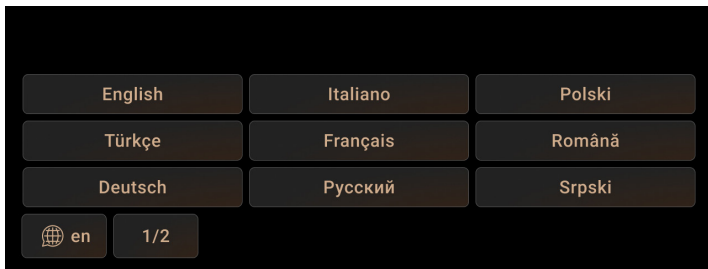 English Italiano Polski
Türkçe Français Română
Deutsch Русский Srpski
en 1/2